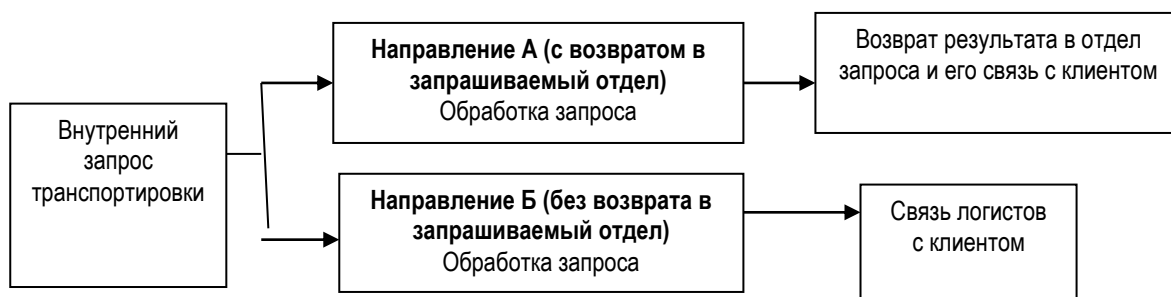 Внутренний
запрос
транспортировки
Направление А (с возвратом в
запрашиваемый отдел)
Обработка запроса
Возврат результата в отдел
запроса и его связь с клиентом
Направление Б (без возврата в
запрашиваемый отдел)
Обработка запроса
Связь логистов
с клиентом